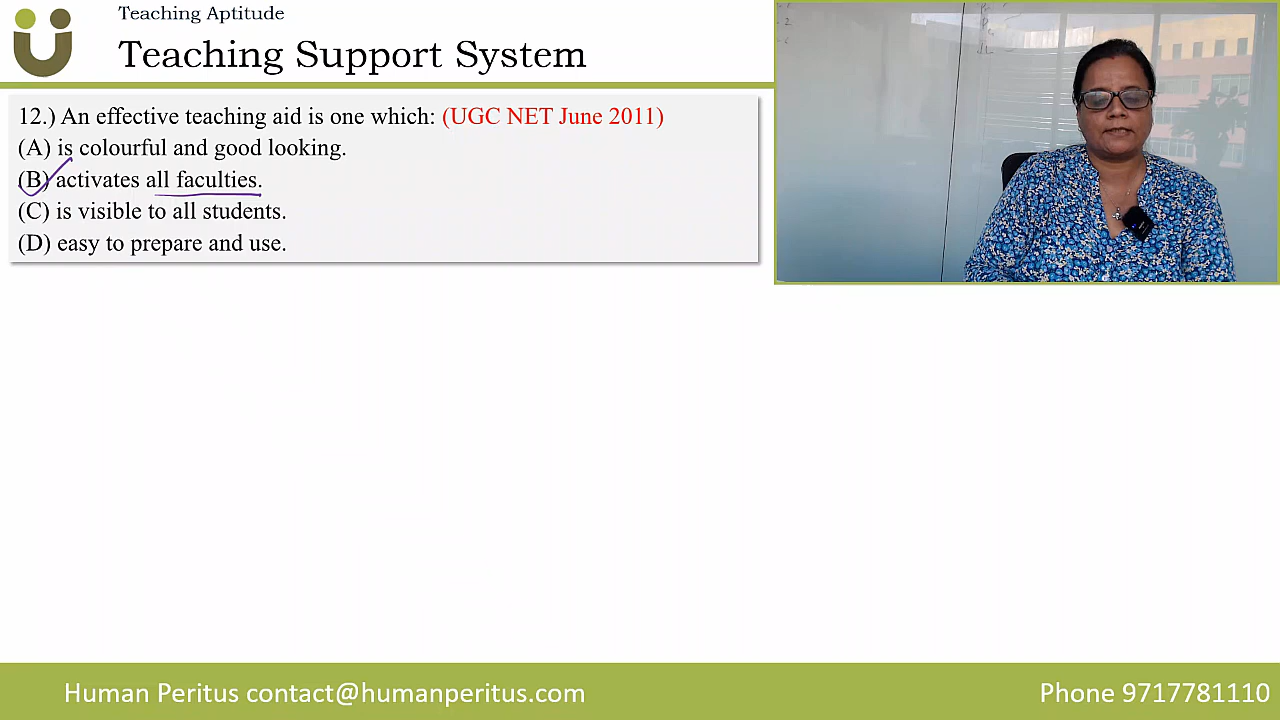 Teaching Aptitude
Teaching Support System
12.) An effective teaching aid is one which: (UGC NET June 2011)
(A) is colourful and good looking.
(B) activates all faculties.
(C) is visible to all students.
(D) easy to prepare and use.
Human Peritus contact@humanperitus.com
Phone 9717781110